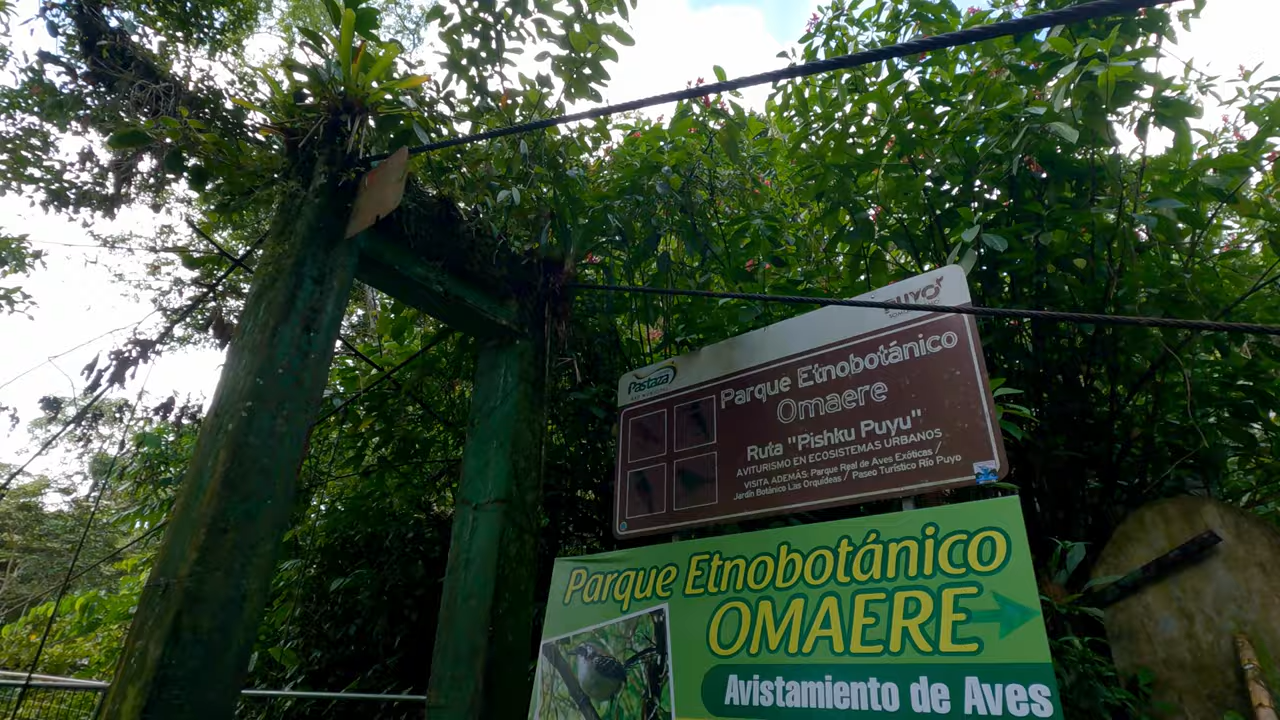 PUYO
Pastaza
Parque Etnobotánico
Omaere
Ruta "Pishku Puyu"
AVITURISMO EN ECOSISTEMAS URBANOS
VISITA ADEMÁS: Parque Real de Aves Exóticas /
Jardín Botánico Las Orquídeas / Paseo Turístico Río Puyo
Parque Etnobotánico
OMAERE
Avistamiento de Aves